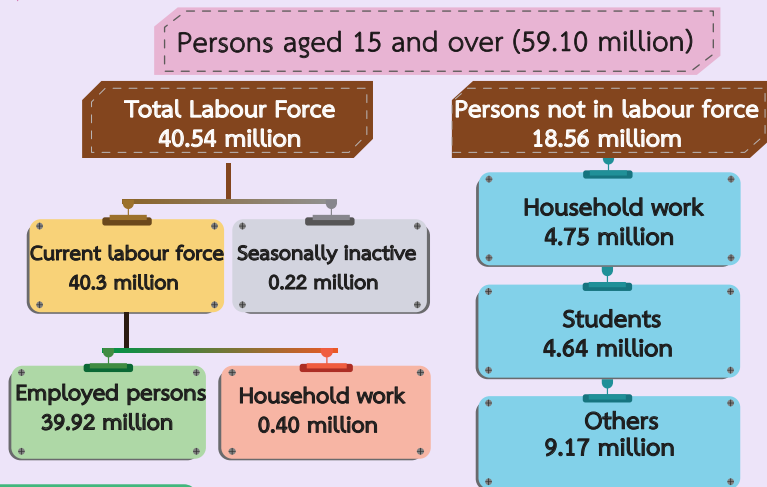 Persons aged 15 and over (59.10 million)
Total Labour Force
40.54 million
Persons not in labour force
18.56 milliom
Current labour force
40.3 million
Seasonally inactive
0.22 million
Employed persons
39.92 million
Household work
0.40 million
Household work
4.75 million
Students
4.64 million
Others
9.17 million